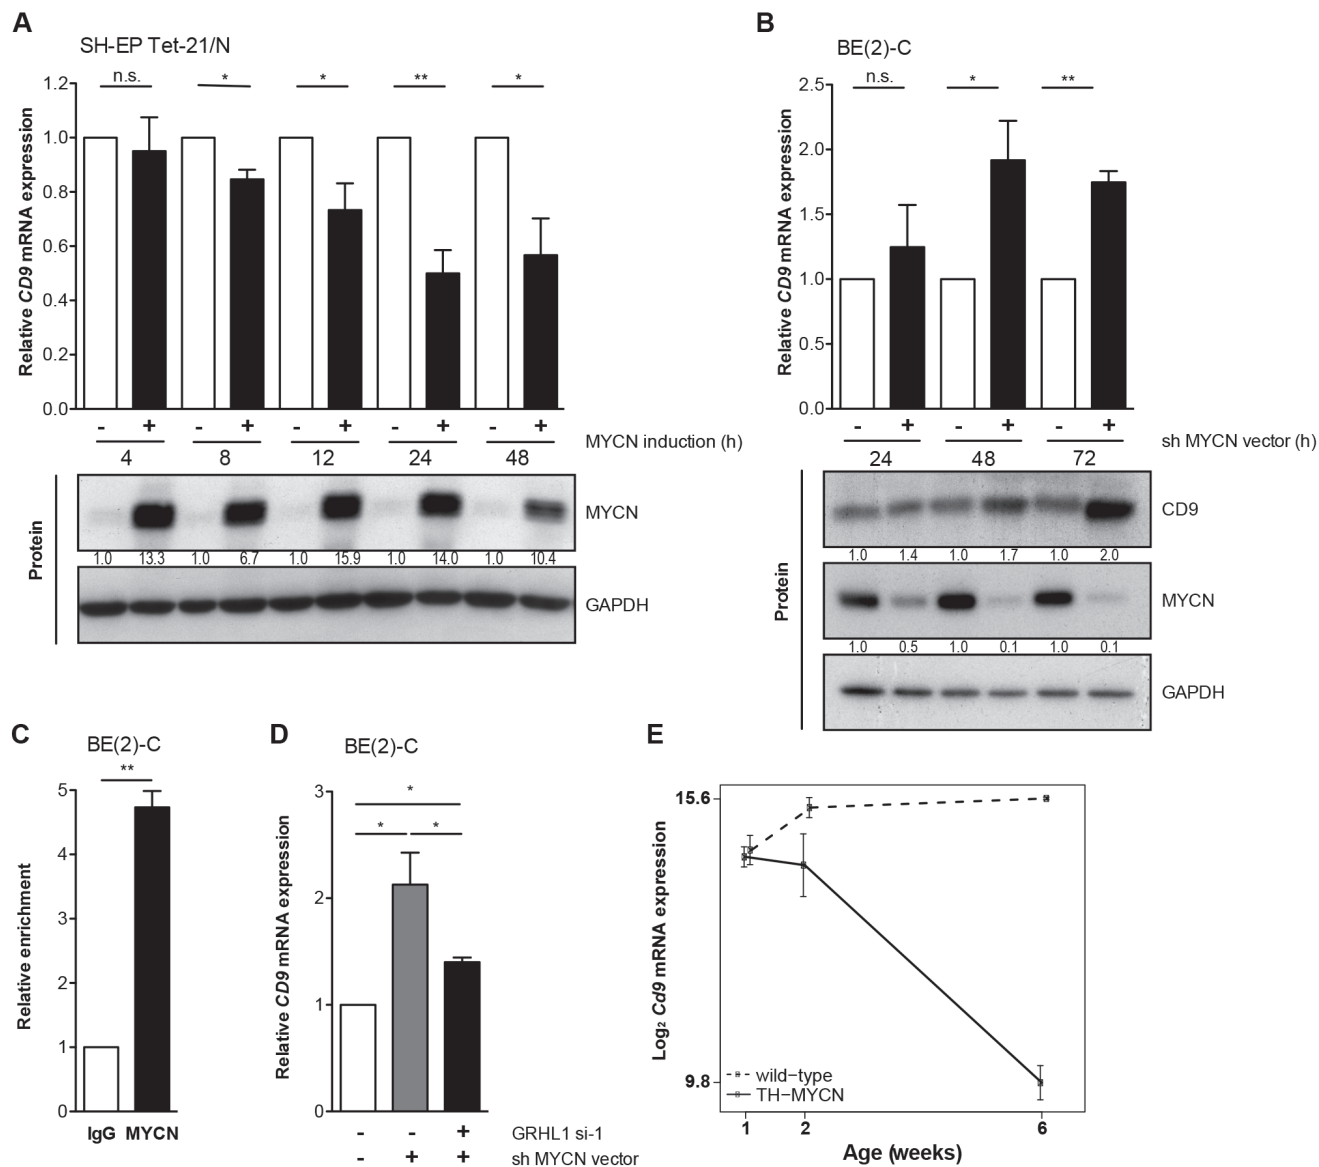 A
SH-EP Tet-21/N
n.s. * * ** *
Relative CD9 mRNA expression
1.2
1.0
0.8
0.6
0.4
0.2
0.0
- + - + - + - + - +
MYCN induction (h)
4 8 12 24 48
Protein
MYCN
1.0 13.3 1.0 6.7 1.0 15.9 1.0 14.0 1.0 10.4
GAPDH
B
BE(2)-C
n.s. * **
Relative CD9 mRNA expression
2.5
2.0
1.5
1.0
0.5
0.0
- + - + - +
sh MYCN vector (h)
24 48 72
Protein
CD9
1.0 1.4 1.0 1.7 1.0 2.0
MYCN
1.0 0.5 1.0 0.1 1.0 0.1
GAPDH
C
BE(2)-C
**
Relative enrichment
5
4
3
2
1
0
IgG MYCN
D
BE(2)-C
*
* *
Relative CD9 mRNA expression
3
2
1
0
- - + GRHL1 si-1
- + + sh MYCN vector
E
Log₂ Cd9 mRNA expression
15.6
9.8
wild−type
TH−MYCN
1 2 6
Age (weeks)